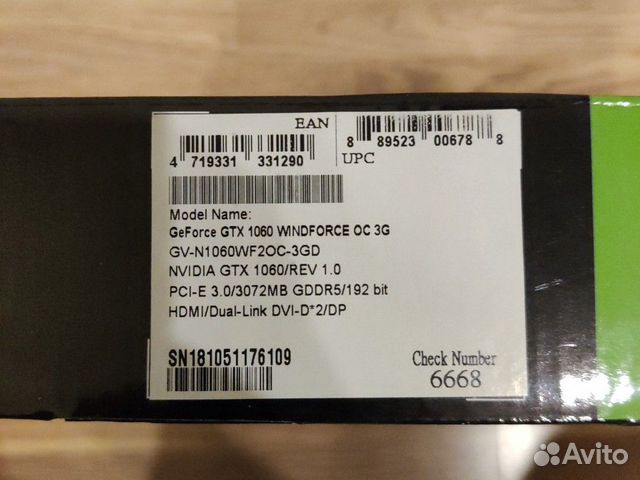 EAN
4 719331 331290
8 89523 00678 8
UPC
Model Name:
GeForce GTX 1060 WINDFORCE OC 3G
GV-N1060WF2OC-3GD
NVIDIA GTX 1060/REV 1.0
PCI-E 3.0/3072MB GDDR5/192 bit
HDMI/Dual-Link DVI-D*2/DP
SN181051176109
Check Number
6668
Avito